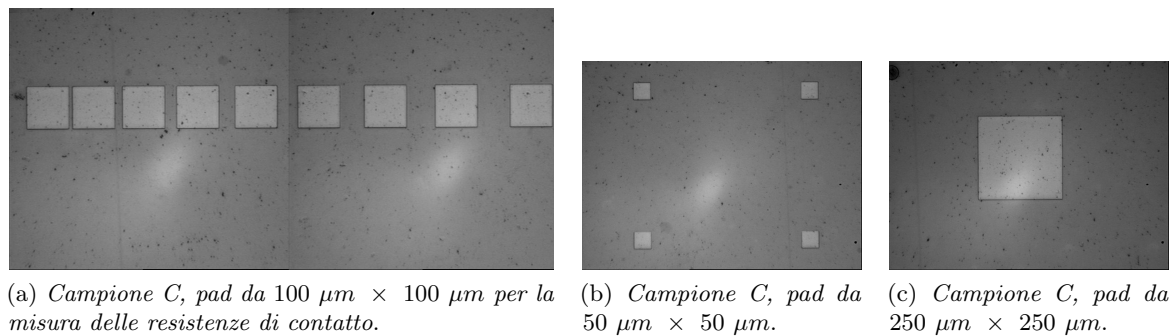 (a) Campione C, pad da 100 μm × 100 μm per la
misura delle resistenze di contatto.
(b) Campione C, pad da
50 μm × 50 μm.
(c) Campione C, pad da
250 μm × 250 μm.